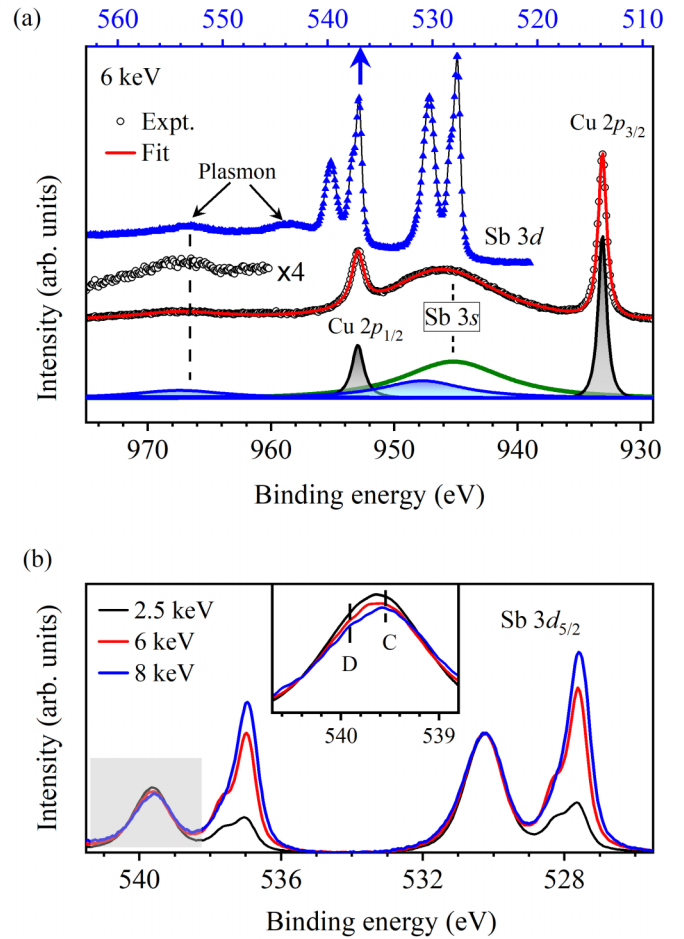 (a)
560 550 540 530 520 510
6 keV
Expt.
Fit
Plasmon
Cu 2p3/2
Sb 3d
x4
Sb 3s
Cu 2p1/2
Intensity (arb. units)
970 960 950 940 930
Binding energy (eV)
(b)
2.5 keV
6 keV
8 keV
Sb 3d5/2
D
C
540 539
Intensity (arb. units)
540 536 532 528
Binding energy (eV)